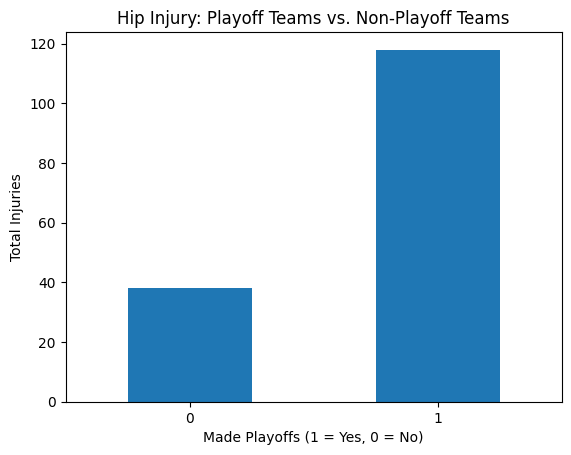 Hip Injury: Playoff Teams vs. Non-Playoff Teams
120
100
80
60
40
20
0
Total Injuries
0 1
Made Playoffs (1 = Yes, 0 = No)